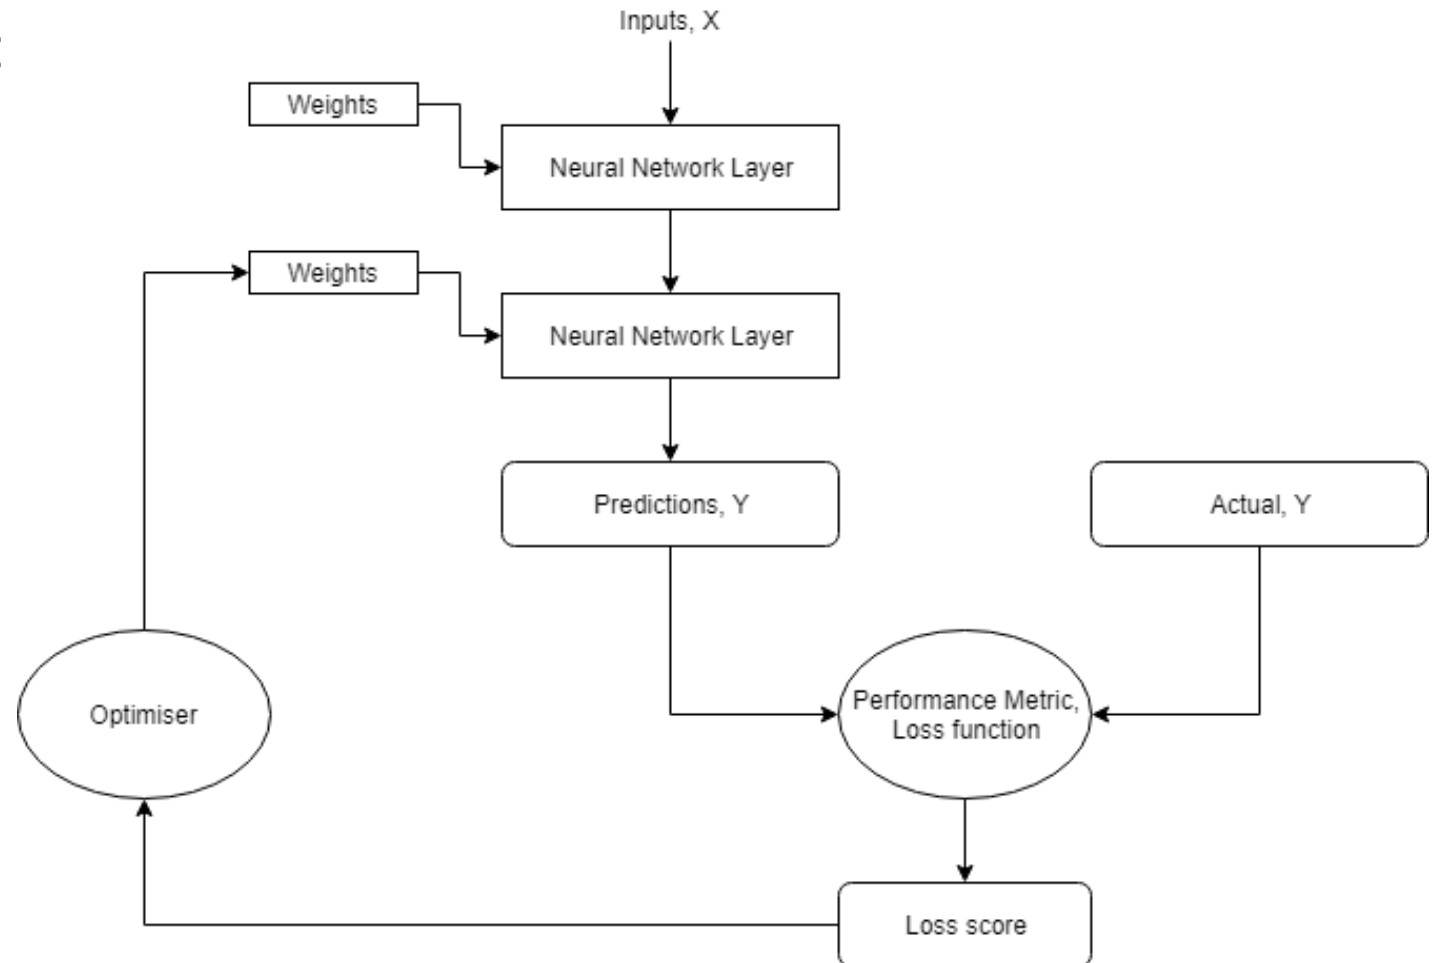 Inputs, X
Weights
Neural Network Layer
Weights
Neural Network Layer
Predictions, Y
Actual, Y
Optimiser
Performance Metric,
Loss function
Loss score